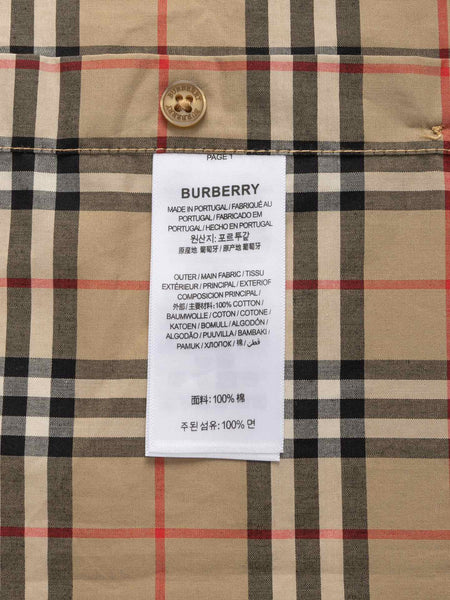 BURBERRY
BURBERRY
PAGE 1
BURBERRY
MADE IN PORTUGAL / FABRIQUÉ AU
PORTUGAL / FABRICADO EM
PORTUGAL / HECHO EN PORTUGAL
원산지: 포르투갈
原産地 葡萄牙 / 原产地 葡萄牙
OUTER / MAIN FABRIC / TISSU
EXTÉRIEUR / PRINCIPAL / EXTERIOR
COMPOSICION PRINCIPAL /
外部 / 主要材料: 100% COTTON /
BAUMWOLLE / COTON / COTONE /
KATOEN / BOMULL / ALGODÓN /
ALGODÃO / PUUVILLA / BAMBAKI /
PAMUK / ХЛОПОК / 棉 / قطن
面料: 100% 棉
주된 섬유: 100% 면